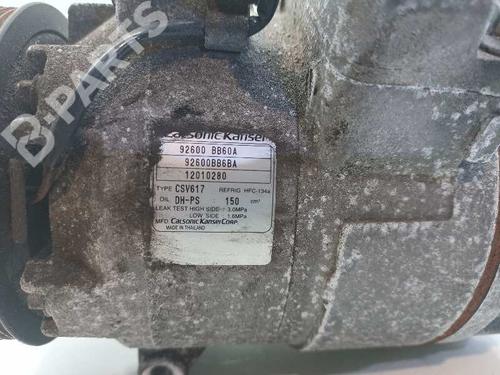 B-PARTS
Calsonic Kansei
92600 BB60A
92600BB6BA
12010280
TYPE CSV617 REFRIG HFC-134a
OIL DH-PS 150 cm³
LEAK TEST HIGH SIDE : 3.0MPa
LOW SIDE : 1.6MPa
MFD. CALSONIC KANSEI CORP.
MADE IN THAILAND